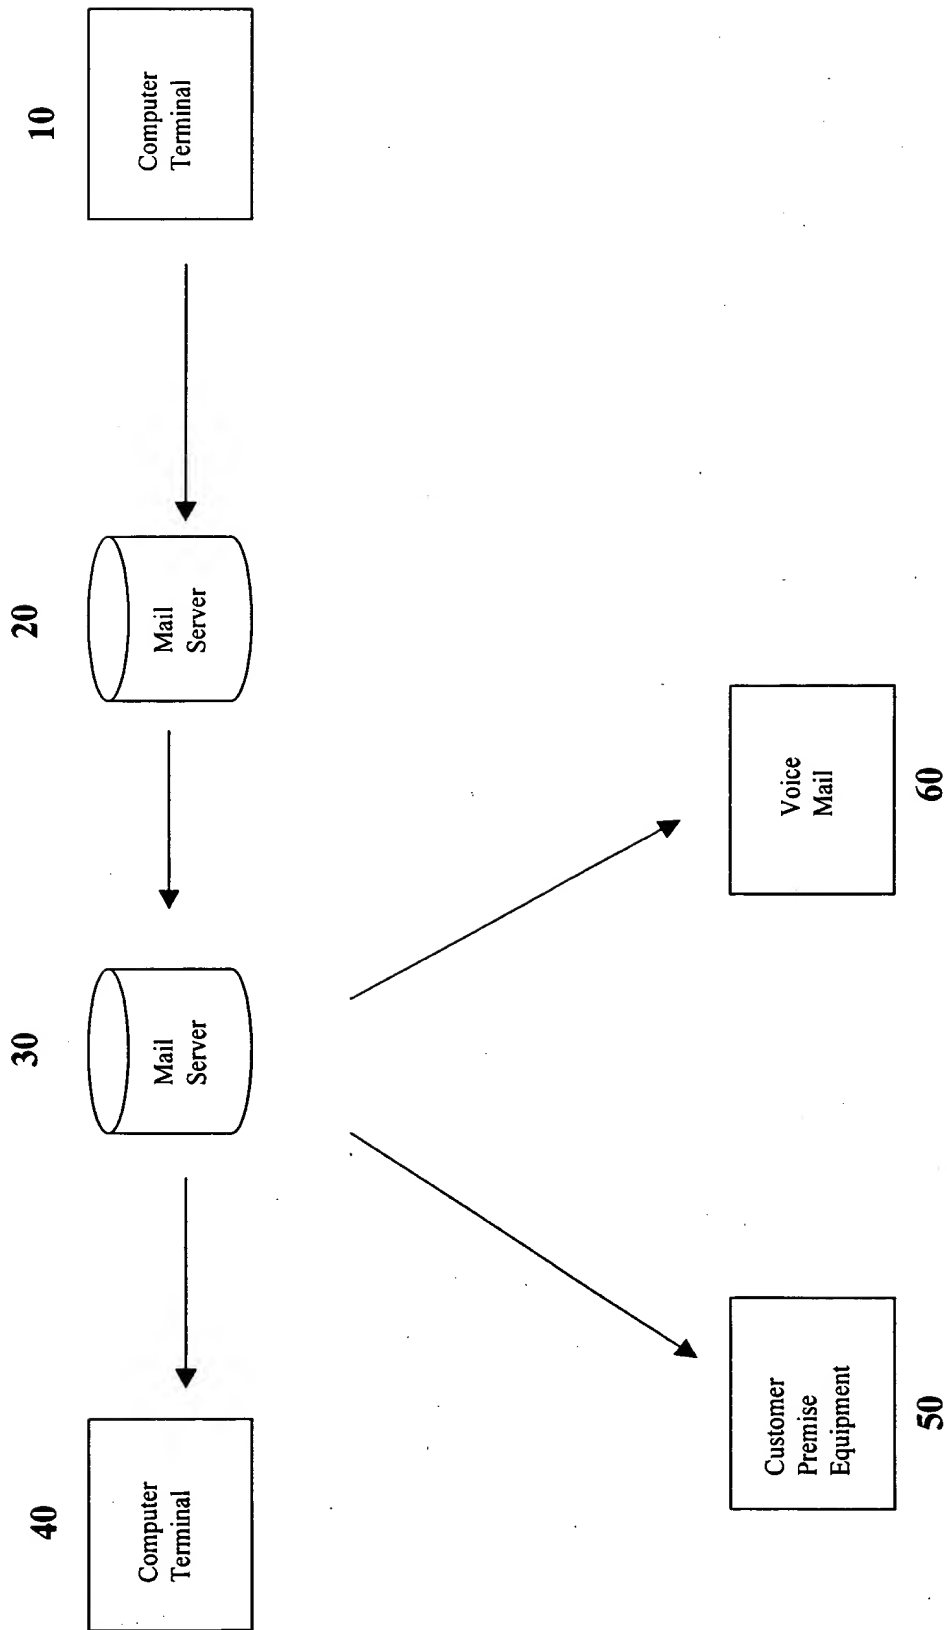 40
Computer
Terminal
30
Mail
Server
20
Mail
Server
10
Computer
Terminal
Customer
Premise
Equipment
50
Voice
Mail
60